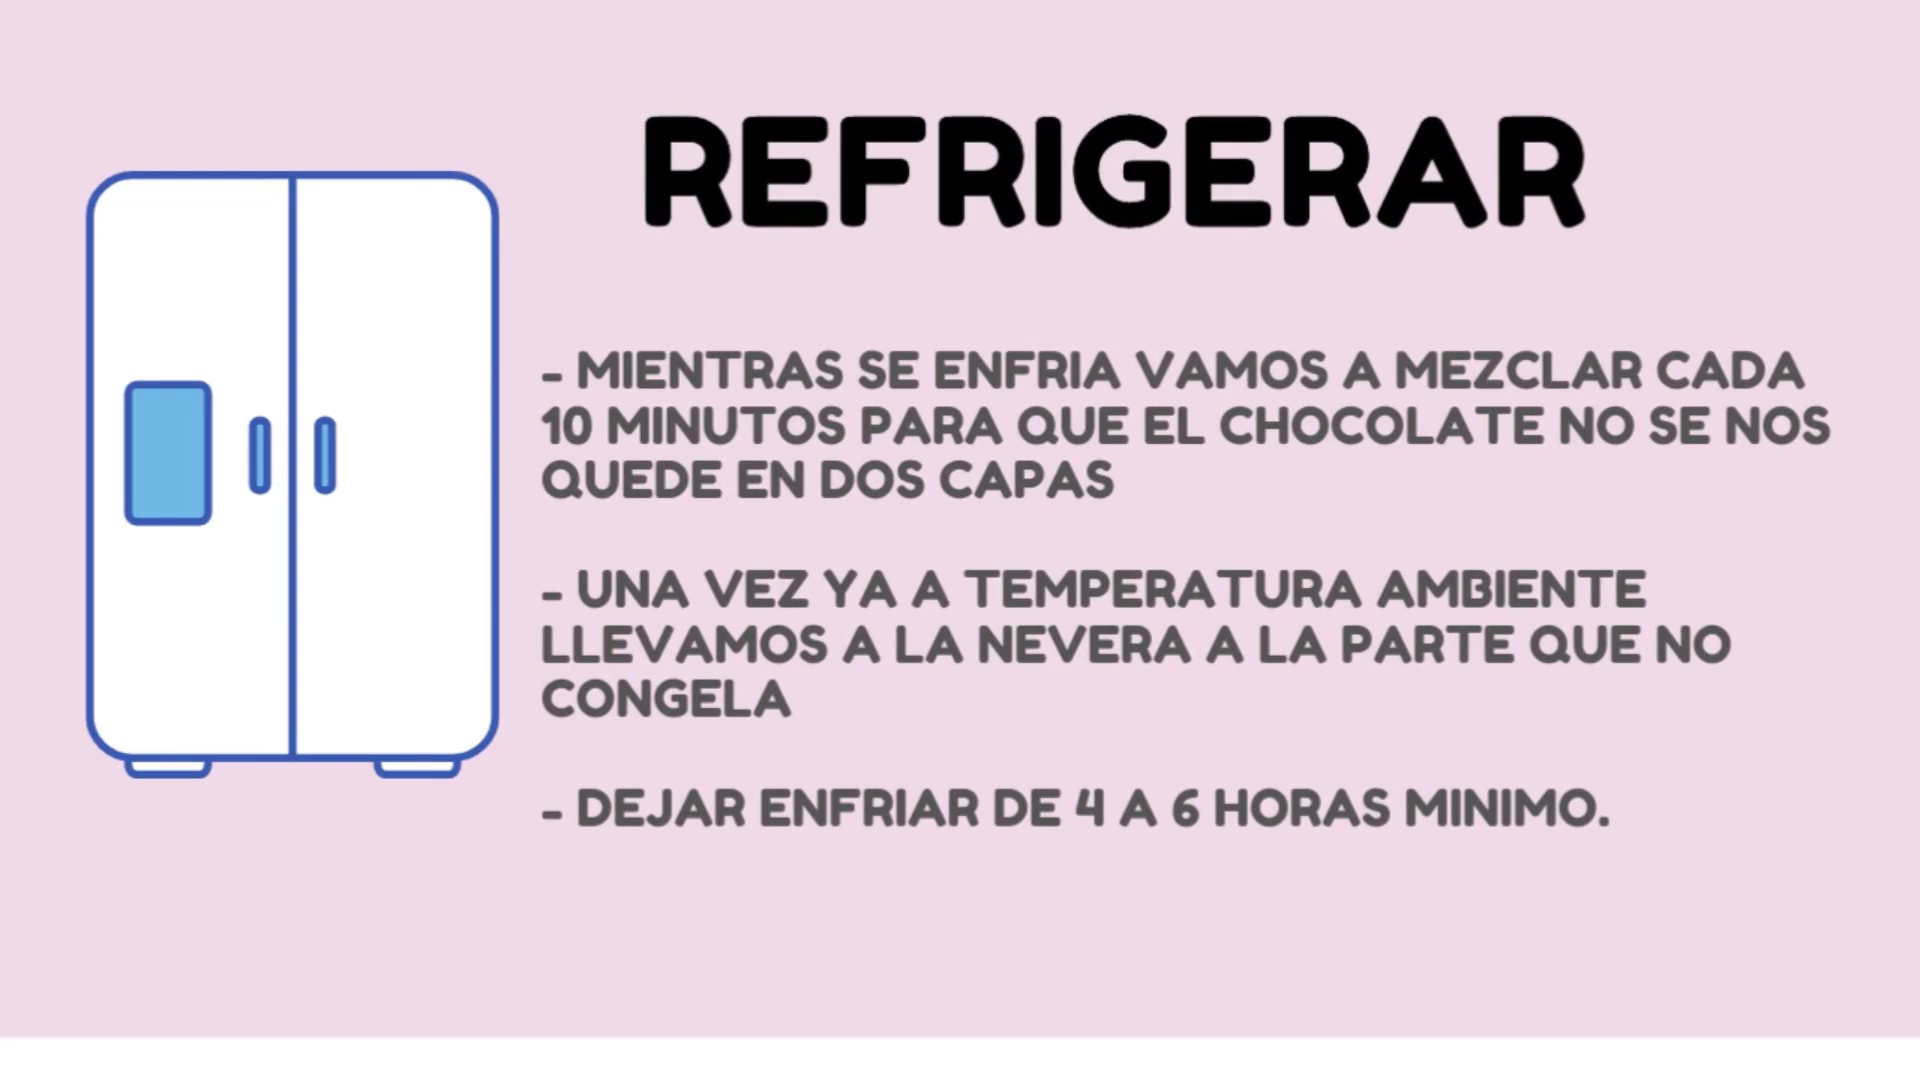 REFRIGERAR
- MIENTRAS SE ENFRIA VAMOS A MEZCLAR CADA
10 MINUTOS PARA QUE EL CHOCOLATE NO SE NOS
QUEDE EN DOS CAPAS
- UNA VEZ YA A TEMPERATURA AMBIENTE
LLEVAMOS A LA NEVERA A LA PARTE QUE NO
CONGELA
- DEJAR ENFRIAR DE 4 A 6 HORAS MINIMO.